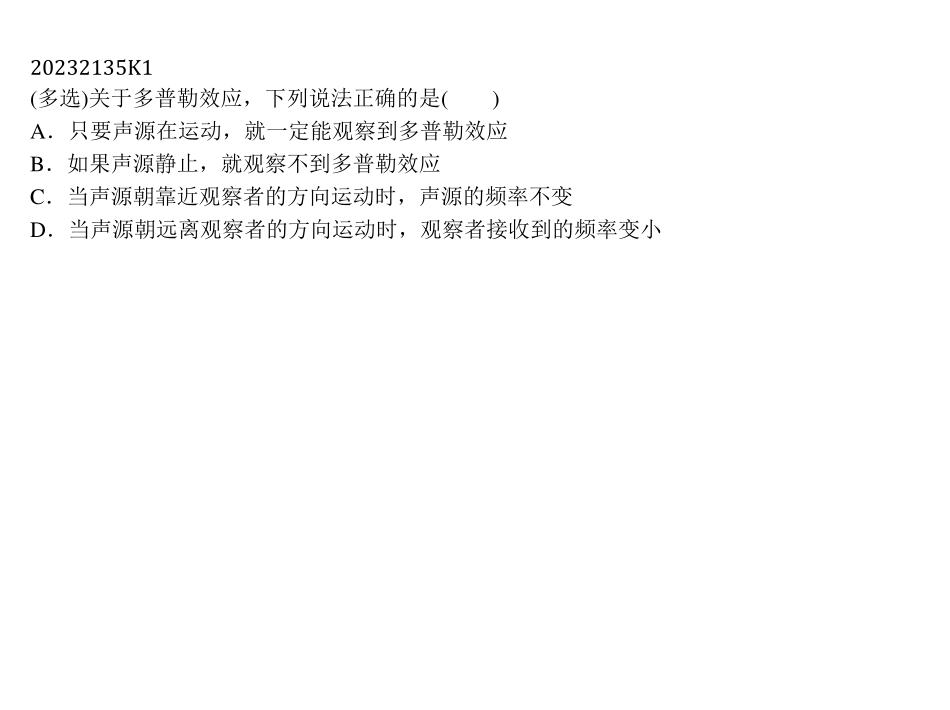 20232135K1
(多选)关于多普勒效应，下列说法正确的是(　　)
A．只要声源在运动，就一定能观察到多普勒效应
B．如果声源静止，就观察不到多普勒效应
C．当声源朝靠近观察者的方向运动时，声源的频率不变
D．当声源朝远离观察者的方向运动时，观察者接收到的频率变小